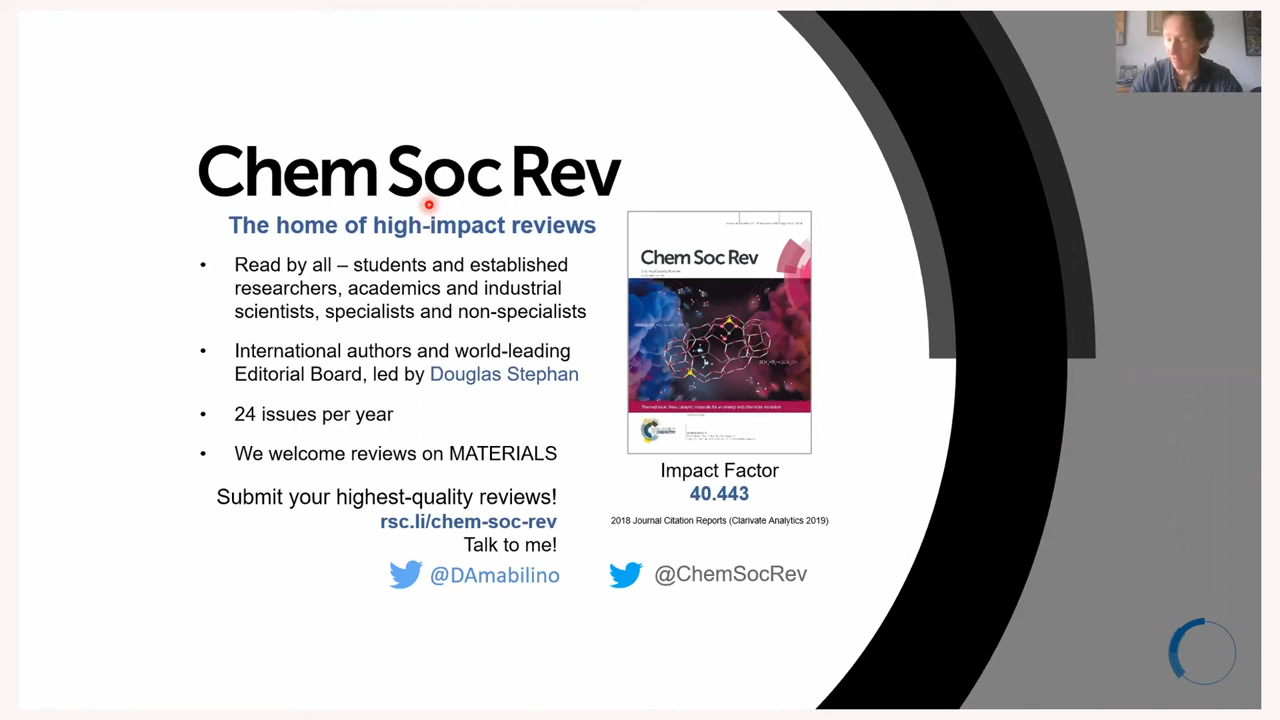 Chem Soc Rev
The home of high-impact reviews
• Read by all – students and established
researchers, academics and industrial
scientists, specialists and non-specialists
• International authors and world-leading
Editorial Board, led by Douglas Stephan
• 24 issues per year
• We welcome reviews on MATERIALS
Submit your highest-quality reviews!
rsc.li/chem-soc-rev
Talk to me!
@DAmabilino
Chem Soc Rev
Impact Factor
40.443
2018 Journal Citation Reports (Clarivate Analytics 2019)
@ChemSocRev